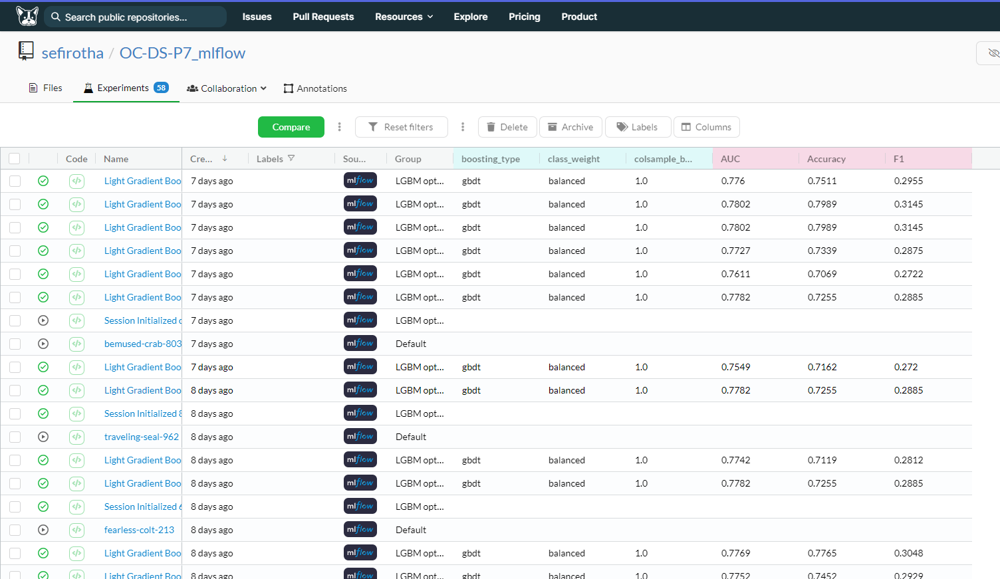 Search public repositories... Issues Pull Requests Resources Explore Pricing Product
sefirotha / OC-DS-P7_mlflow
Files Experiments 58 Collaboration Annotations
Compare Reset filters Delete Archive Labels Columns
Code Name Cre... Labels Sou... Group boosting_type class_weight colsample_b... AUC Accuracy F1
Light Gradient Boo 7 days ago mlflow LGBM opt... gbdt balanced 1.0 0.776 0.7511 0.2955
Light Gradient Boo 7 days ago mlflow LGBM opt... gbdt balanced 1.0 0.7802 0.7989 0.3145
Light Gradient Boo 7 days ago mlflow LGBM opt... gbdt balanced 1.0 0.7802 0.7989 0.3145
Light Gradient Boo 7 days ago mlflow LGBM opt... gbdt balanced 1.0 0.7727 0.7339 0.2875
Light Gradient Boo 7 days ago mlflow LGBM opt... gbdt balanced 1.0 0.7611 0.7069 0.2722
Light Gradient Boo 7 days ago mlflow LGBM opt... gbdt balanced 1.0 0.7782 0.7255 0.2885
Session Initialized 7 days ago mlflow LGBM opt...
bemused-crab-803 7 days ago mlflow Default
Light Gradient Boo 7 days ago mlflow LGBM opt... gbdt balanced 1.0 0.7549 0.7162 0.272
Light Gradient Boo 8 days ago mlflow LGBM opt... gbdt balanced 1.0 0.7782 0.7255 0.2885
Session Initialized 8 8 days ago mlflow LGBM opt...
traveling-seal-962 8 days ago mlflow Default
Light Gradient Boo 8 days ago mlflow LGBM opt... gbdt balanced 1.0 0.7742 0.7119 0.2812
Light Gradient Boo 8 days ago mlflow LGBM opt... gbdt balanced 1.0 0.7782 0.7255 0.2885
Session Initialized 6 8 days ago mlflow LGBM opt...
fearless-colt-213 8 days ago mlflow Default
Light Gradient Boo 8 days ago mlflow LGBM opt... gbdt balanced 1.0 0.7769 0.7765 0.3048
Light Gradient Boo 8 days ago mlflow LGBM opt... gbdt balanced 1.0 0.7752 0.7452 0.2929